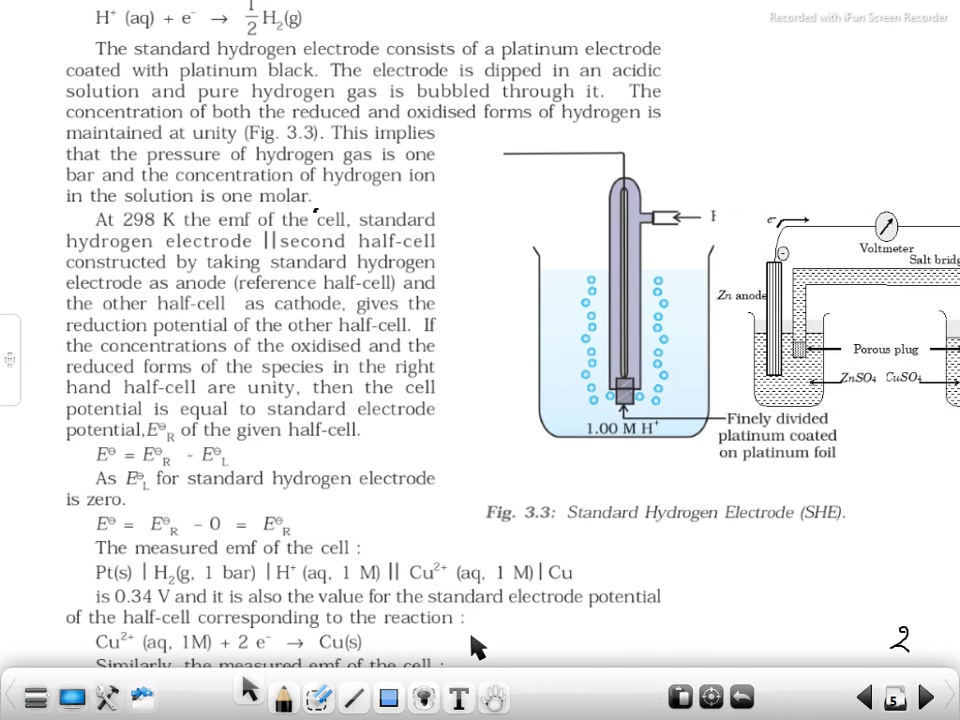 Recorded with iFun Screen Recorder
H⁺ (aq) + e⁻ → 1/2 H₂(g)
The standard hydrogen electrode consists of a platinum electrode
coated with platinum black. The electrode is dipped in an acidic
solution and pure hydrogen gas is bubbled through it. The
concentration of both the reduced and oxidised forms of hydrogen is
maintained at unity (Fig. 3.3). This implies
that the pressure of hydrogen gas is one
bar and the concentration of hydrogen ion
in the solution is one molar.
At 298 K the emf of the cell, standard
hydrogen electrode ||second half-cell
constructed by taking standard hydrogen
electrode as anode (reference half-cell) and
the other half-cell as cathode, gives the
reduction potential of the other half-cell. If
the concentrations of the oxidised and the
reduced forms of the species in the right
hand half-cell are unity, then the cell
potential is equal to standard electrode
potential, E⊖R of the given half-cell.
E⊖ = E⊖R - E⊖L
As E⊖L for standard hydrogen electrode
is zero.
E⊖ = E⊖R – 0 = E⊖R
The measured emf of the cell :
Pt(s) | H₂(g, 1 bar) | H⁺ (aq, 1 M) || Cu²⁺ (aq, 1 M) | Cu
is 0.34 V and it is also the value for the standard electrode potential
of the half-cell corresponding to the reaction :
Cu²⁺ (aq, 1M) + 2 e⁻ → Cu(s)
Similarly, the measured emf of the cell :
1.00 M H⁺
Finely divided
platinum coated
on platinum foil
Fig. 3.3: Standard Hydrogen Electrode (SHE).
e⁻
Voltmeter
Salt bridg
Zn anode
Porous plug
ZnSO₄ CuSO₄
2
5
T